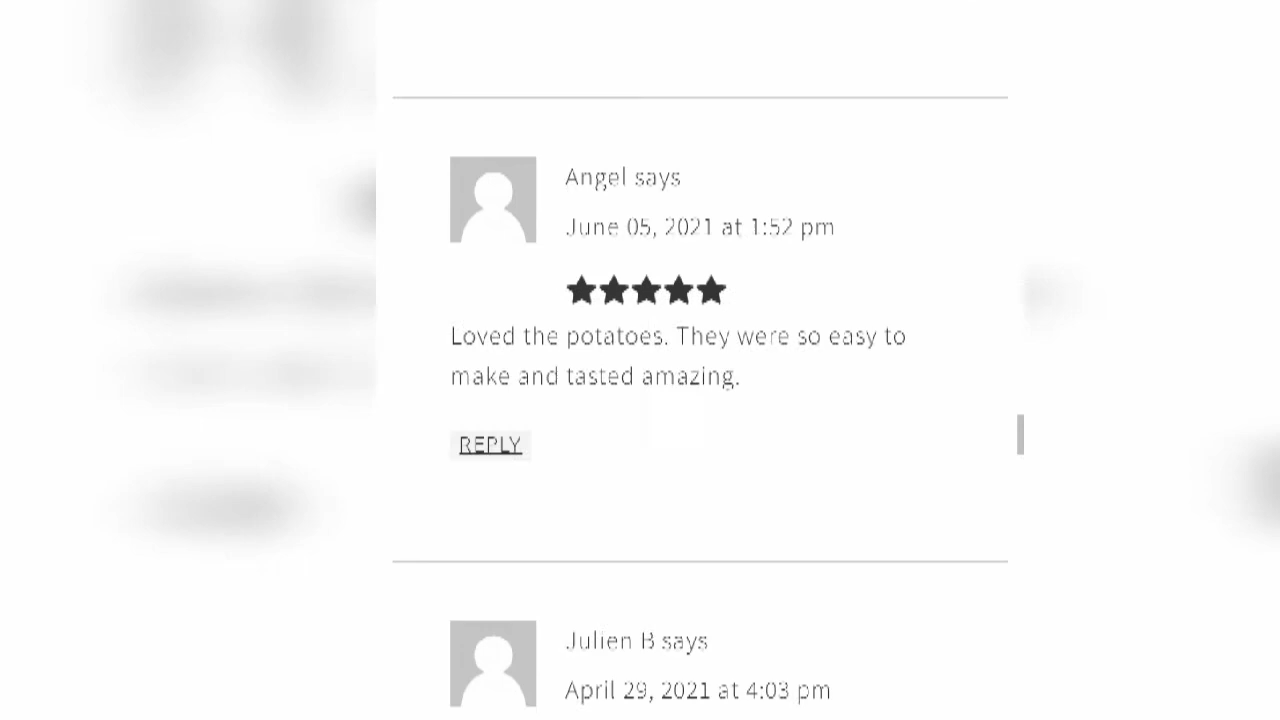 Angel says
June 05, 2021 at 1:52 pm
★★★★★
Loved the potatoes. They were so easy to
make and tasted amazing.
REPLY
Julien B says
April 29, 2021 at 4:03 pm